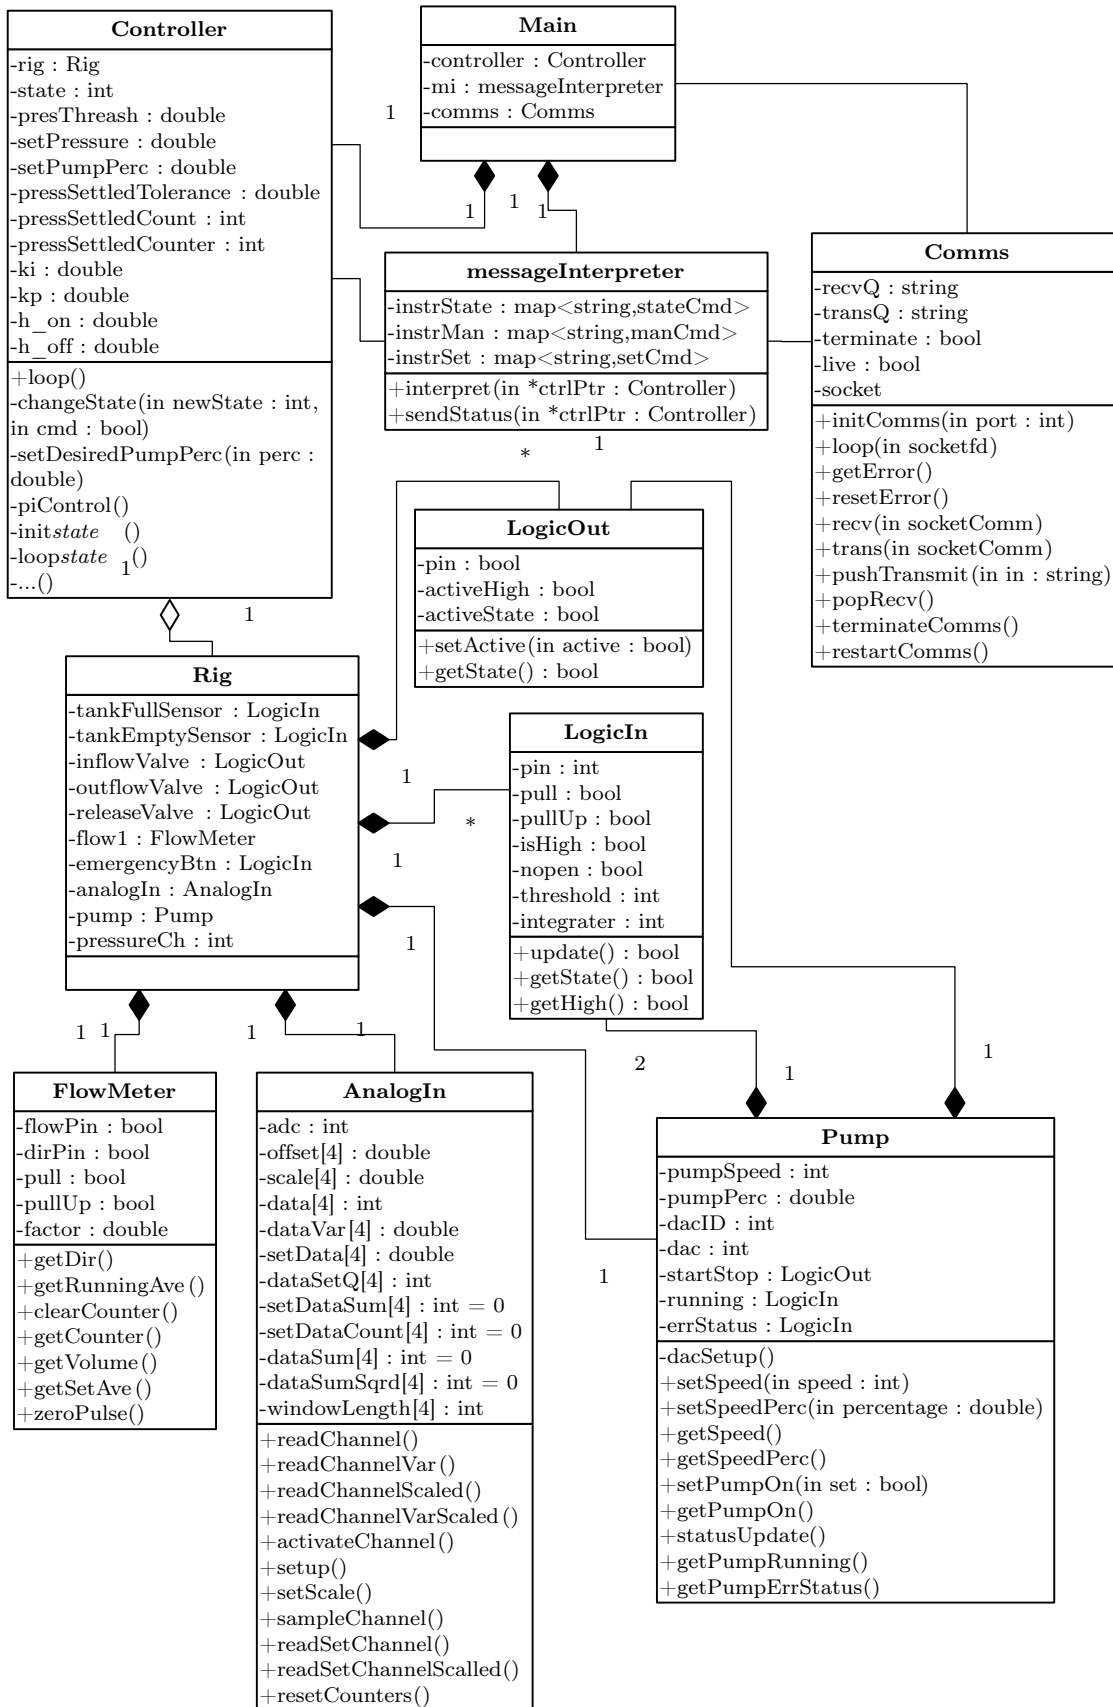 Controller
-rig : Rig
-state : int
-presThreash : double
-setPressure : double
-setPumpPerc : double
-pressSettledTolerance : double
-pressSettledCount : int
-pressSettledCounter : int
-ki : double
-kp : double
-h_on : double
-h_off : double
+loop()
-changeState(in newState : int,
in cmd : bool)
-setDesiredPumpPerc(in perc :
double)
-piControl()
-initstate ()
-loopstate ()
-...()
1
1
Main
-controller : Controller
-mi : messageInterpreter
-comms : Comms
1
1
1
1
messageInterpreter
-instrState : map<string,stateCmd>
-instrMan : map<string,manCmd>
-instrSet : map<string,setCmd>
+interpret(in *ctrlPtr : Controller)
+sendStatus(in *ctrlPtr : Controller)
1
*
Comms
-recvQ : string
-transQ : string
-terminate : bool
-live : bool
-socket
+initComms(in port : int)
+loop(in socketfd)
+getError()
+resetError()
+recv(in socketComm)
+trans(in socketComm)
+pushTransmit(in in : string)
+popRecv()
+terminateComms()
+restartComms()
LogicOut
-pin : bool
-activeHigh : bool
-activeState : bool
+setActive(in active : bool)
+getState() : bool
Rig
-tankFullSensor : LogicIn
-tankEmptySensor : LogicIn
-inflowValve : LogicOut
-outflowValve : LogicOut
-releaseValve : LogicOut
-flow1 : FlowMeter
-emergencyBtn : LogicIn
-analogIn : AnalogIn
-pump : Pump
-pressureCh : int
1
*
1
1
LogicIn
-pin : int
-pull : bool
-pullUp : bool
-isHigh : bool
-nopen : bool
-threshold : int
-integrater : int
+update() : bool
+getState() : bool
+getHigh() : bool
1
1
1
1
2
1
1
1
FlowMeter
-flowPin : bool
-dirPin : bool
-pull : bool
-pullUp : bool
-factor : double
+getDir()
+getRunningAve()
+clearCounter()
+getCounter()
+getVolume()
+getSetAve()
+zeroPulse()
AnalogIn
-adc : int
-offset[4] : double
-scale[4] : double
-data[4] : int
-dataVar[4] : double
-setData[4] : double
-dataSetQ[4] : int
-setDataSum[4] : int = 0
-setDataCount[4] : int = 0
-dataSum[4] : int = 0
-dataSumSqrd[4] : int = 0
-windowLength[4] : int
+readChannel()
+readChannelVar()
+readChannelScaled()
+readChannelVarScaled()
+activateChannel()
+setup()
+setScale()
+sampleChannel()
+readSetChannel()
+readSetChannelScalled()
+resetCounters()
Pump
-pumpSpeed : int
-pumpPerc : double
-dacID : int
-dac : int
-startStop : LogicOut
-running : LogicIn
-errStatus : LogicIn
-dacSetup()
+setSpeed(in speed : int)
+setSpeedPerc(in percentage : double)
+getSpeed()
+getSpeedPerc()
+setPumpOn(in set : bool)
+getPumpOn()
+statusUpdate()
+getPumpRunning()
+getPumpErrStatus()